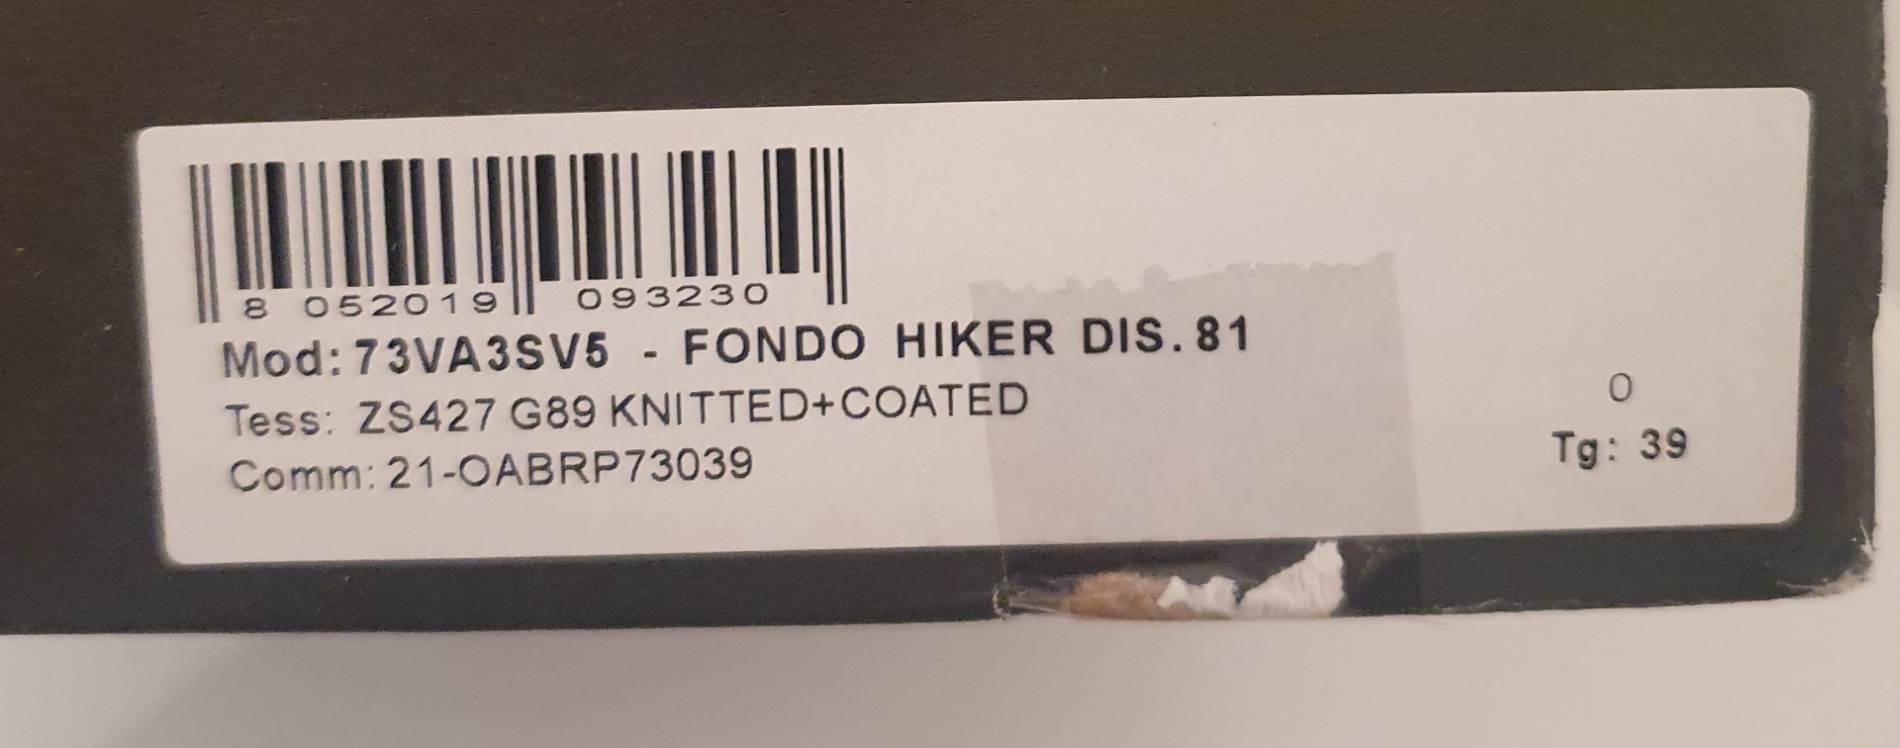 8 052019 093230
Mod: 73VA3SV5 - FONDO HIKER DIS.81
Tess: ZS427 G89 KNITTED+COATED
Comm: 21-OABRP73039
O
Tg: 39